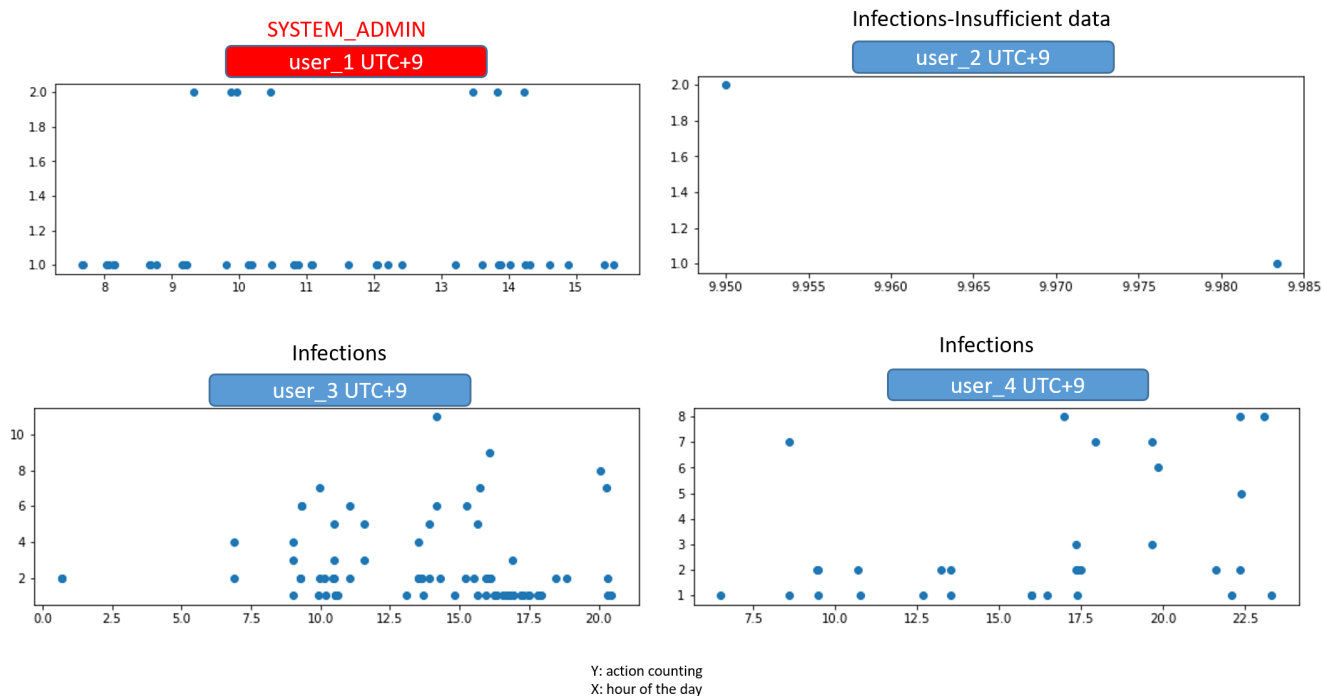 SYSTEM_ADMIN
user_1 UTC+9
2.0
1.8
1.6
1.4
1.2
1.0
8 9 10 11 12 13 14 15
Infections-Insufficient data
user_2 UTC+9
2.0
1.8
1.6
1.4
1.2
1.0
9.950 9.955 9.960 9.965 9.970 9.975 9.980 9.985
Infections
user_3 UTC+9
10
8
6
4
2
0.0 2.5 5.0 7.5 10.0 12.5 15.0 17.5 20.0
Infections
user_4 UTC+9
8
7
6
5
4
3
2
1
7.5 10.0 12.5 15.0 17.5 20.0 22.5
Y: action counting
X: hour of the day